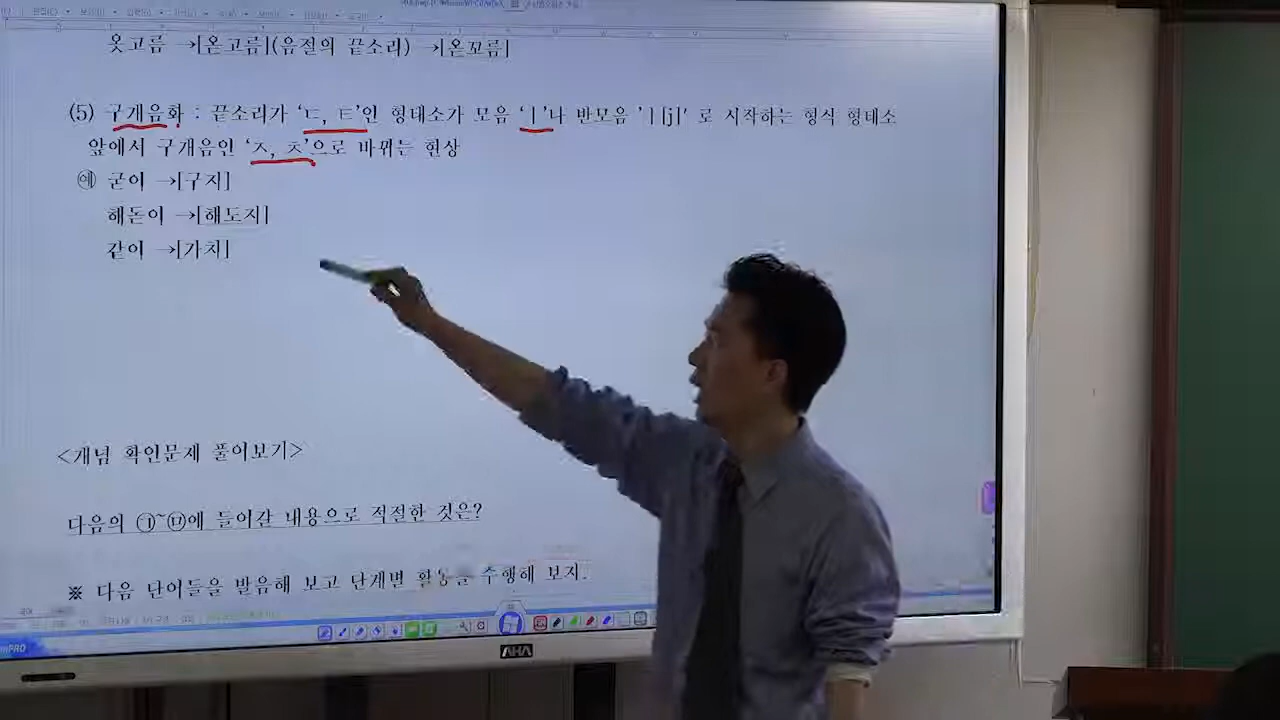 옷고름 →[옫고름](음절의 끝소리) →[옫꼬름]
(5) 구개음화 : 끝소리가 ‘ㄷ, ㅌ’인 형태소가 모음 ‘ㅣ’나 반모음 ’ㅣ[j]‘ 로 시작하는 형식 형태소
앞에서 구개음인 ‘ㅈ, ㅊ’으로 바뀌는 현상
㉠ 굳이 →[구지]
해돋이 →[해도지]
같이 →[가치]
<개념 확인문제 풀어보기>
다음의 ㉠~㉤에 들어갈 내용으로 적절한 것은?
※ 다음 단어들을 발음해 보고 단계별 활동을 수행해 보자.
AHA